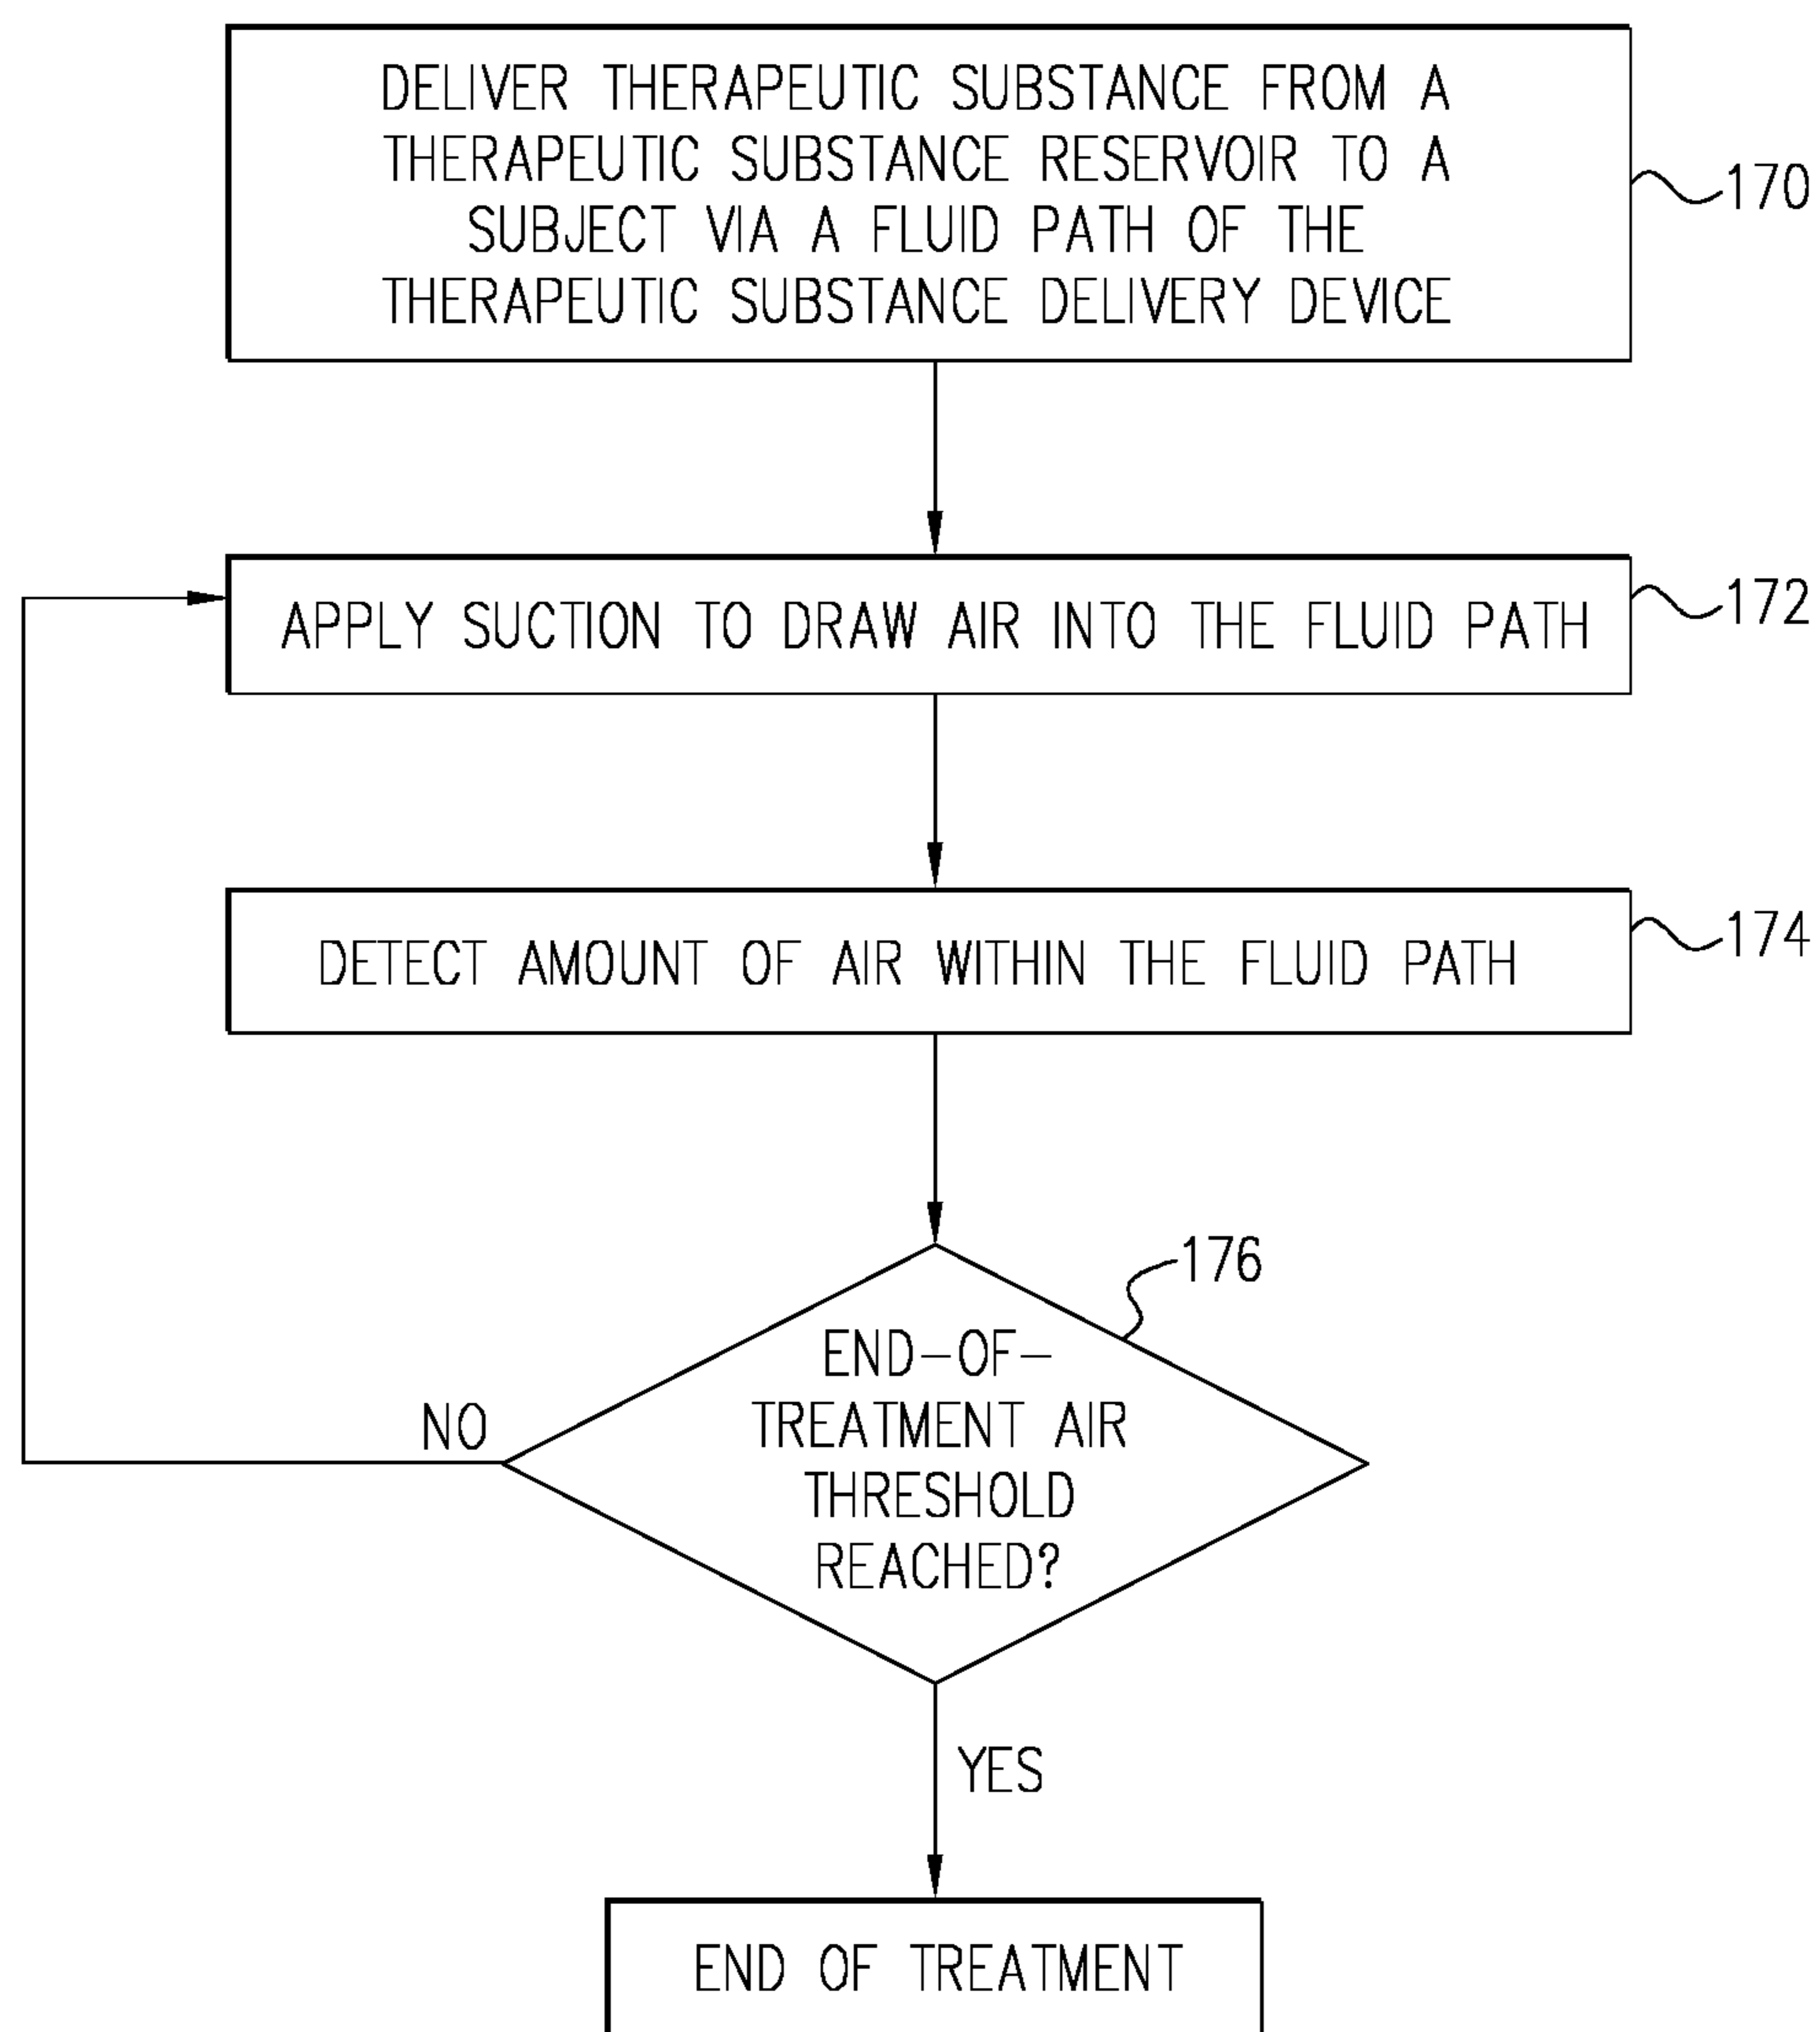 DELIVER THERAPEUTIC SUBSTANCE FROM A
THERAPEUTIC SUBSTANCE RESERVOIR TO A
SUBJECT VIA A FLUID PATH OF THE
THERAPEUTIC SUBSTANCE DELIVERY DEVICE
170
APPLY SUCTION TO DRAW AIR INTO THE FLUID PATH
172
DETECT AMOUNT OF AIR WITHIN THE FLUID PATH
174
176
END-OF-
TREATMENT AIR
THRESHOLD
REACHED?
NO
YES
END OF TREATMENT